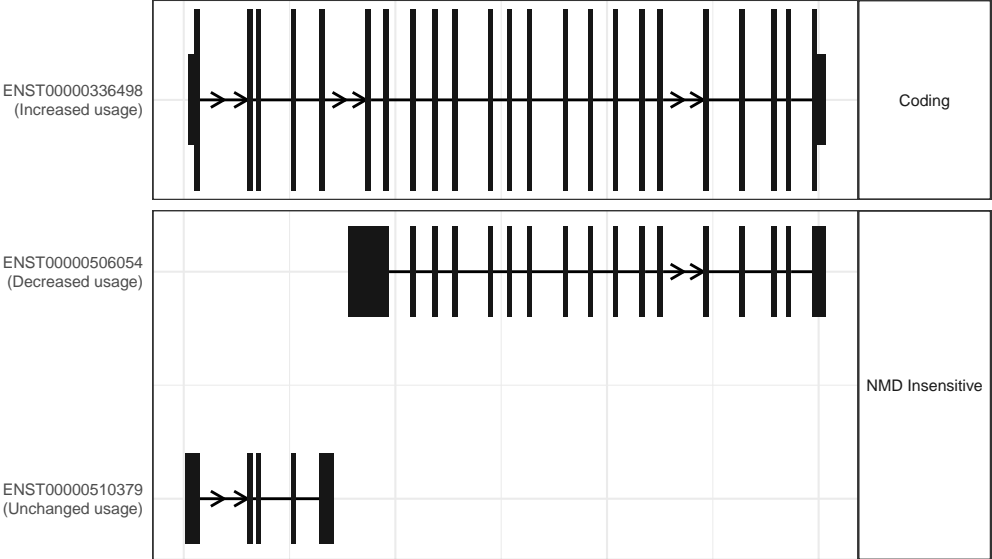 ENST00000336498
(Increased usage)
Coding
ENST00000506054
(Decreased usage)
NMD Insensitive
ENST00000510379
(Unchanged usage)